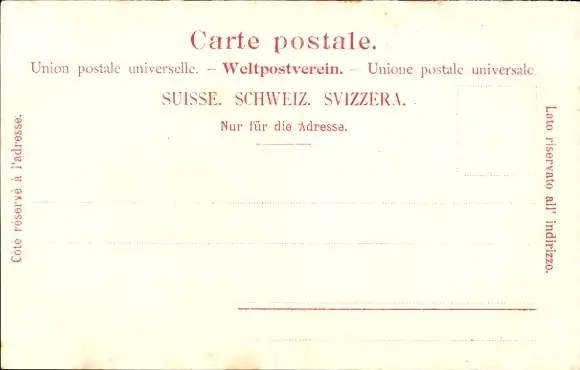 Carte postale.
Union postale universelle. – Weltpostverein. – Unione postale universale.
SUISSE. SCHWEIZ. SVIZZERA.
Nur für die Adresse.
Côté réservé à l'adresse.
Lato riservato all' indirizzo.